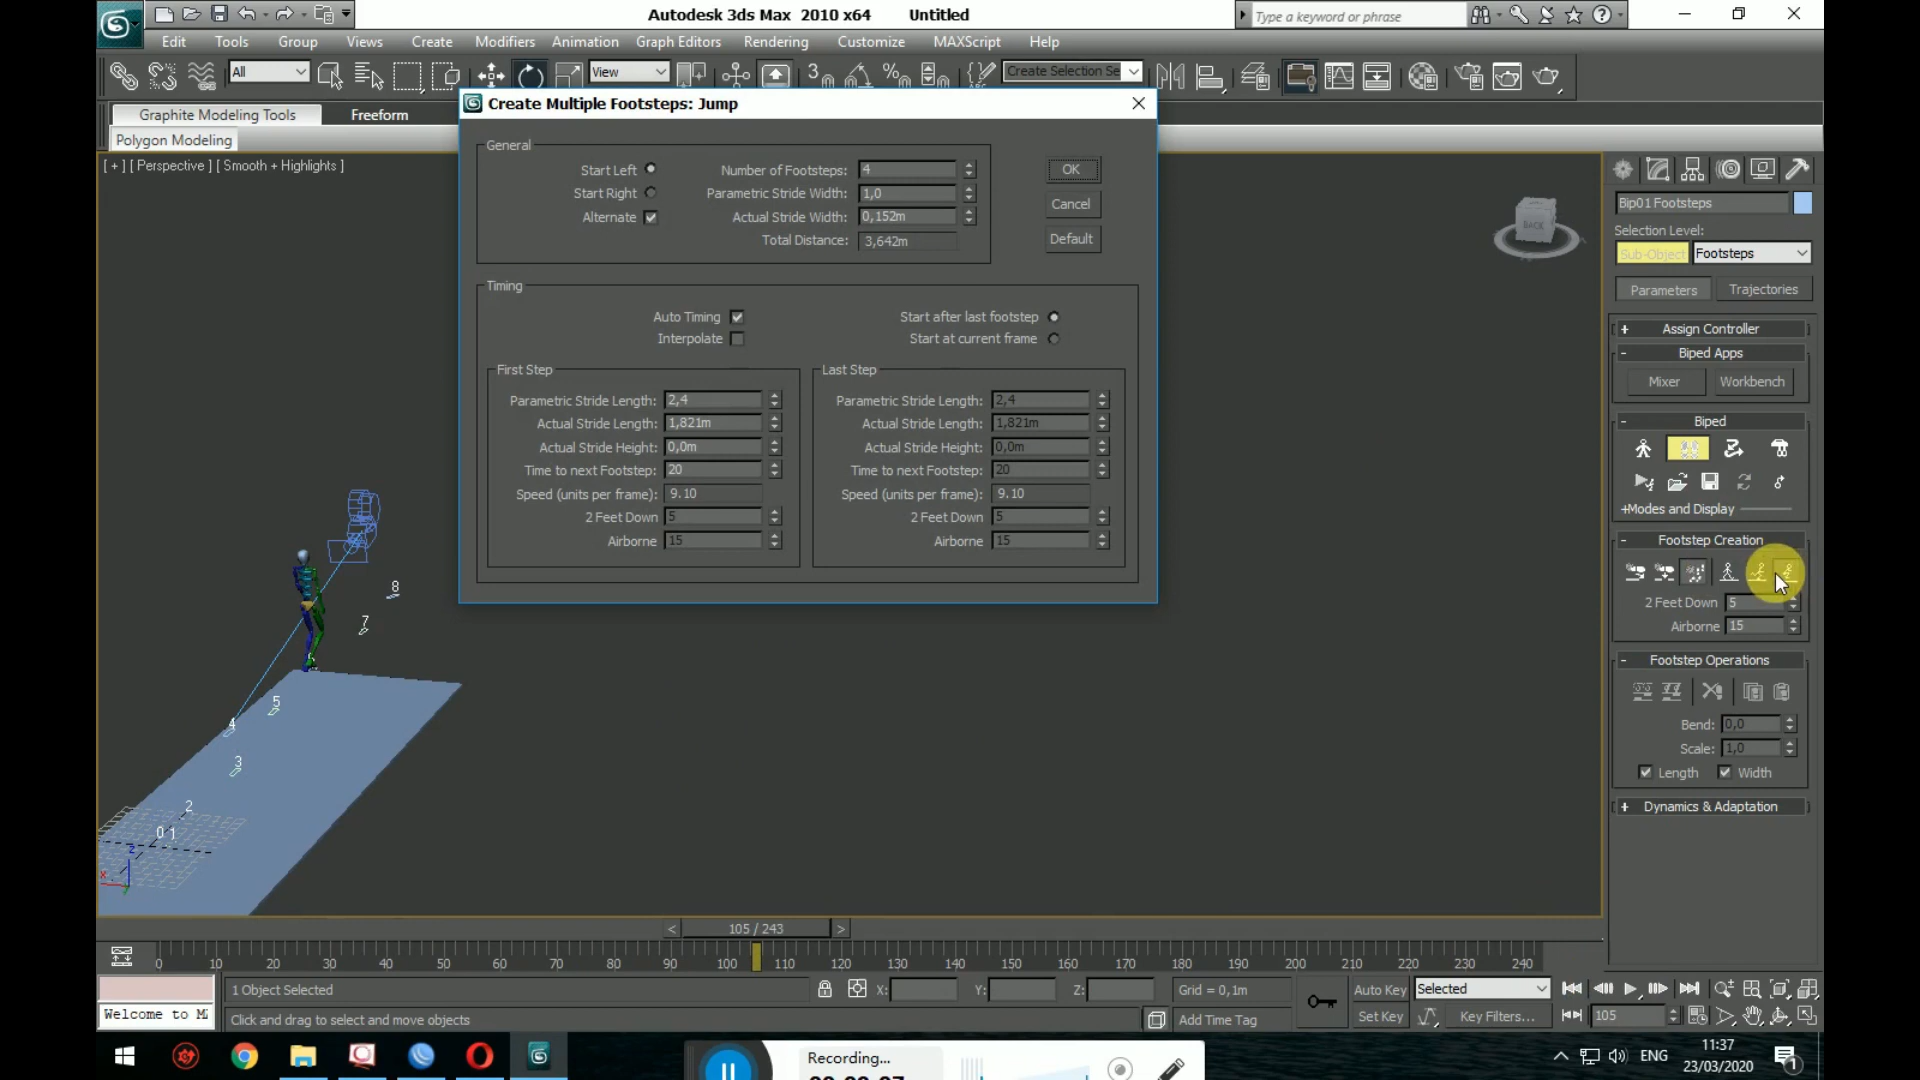 Autodesk 3ds Max 2010 x64 Untitled
Type a keyword or phrase
Edit Tools Group Views Create Modifiers Animation Graph Editors Rendering Customize MAXScript Help
All
View
3
Create Selection Se
Graphite Modeling Tools Freeform
Polygon Modeling
[ + ] [ Perspective ] [ Smooth + Highlights ]
Create Multiple Footsteps: Jump
General
Start Left
Start Right
Alternate
Number of Footsteps: 4
Parametric Stride Width: 1,0
Actual Stride Width: 0,152m
Total Distance: 3,642m
OK
Cancel
Default
Timing
Auto Timing
Interpolate
Start after last footstep
Start at current frame
First Step
Parametric Stride Length: 2,4
Actual Stride Length: 1,821m
Actual Stride Height: 0,0m
Time to next Footstep: 20
Speed (units per frame): 9.10
2 Feet Down 5
Airborne 15
Last Step
Parametric Stride Length: 2,4
Actual Stride Length: 1,821m
Actual Stride Height: 0,0m
Time to next Footstep: 20
Speed (units per frame): 9.10
2 Feet Down 5
Airborne 15
BACK
8
7
5
4
3
2
0 1
z
x
Bip01 Footsteps
Selection Level:
Sub-Object Footsteps
Parameters Trajectories
+ Assign Controller
- Biped Apps
Mixer Workbench
- Biped
+Modes and Display
- Footstep Creation
2 Feet Down 5
Airborne 15
- Footstep Operations
Bend: 0,0
Scale: 1,0
Length Width
+ Dynamics & Adaptation
< 105 / 243 >
0 10 20 30 40 50 60 70 80 90 100 110 120 130 140 150 160 170 180 190 200 210 220 230 240
1 Object Selected
X: Y: Z: Grid = 0,1m
Auto Key Selected
Welcome to
Click and drag to select and move objects
Add Time Tag
Set Key Key Filters... 105
Recording...
ENG
11:37
23/03/2020
1